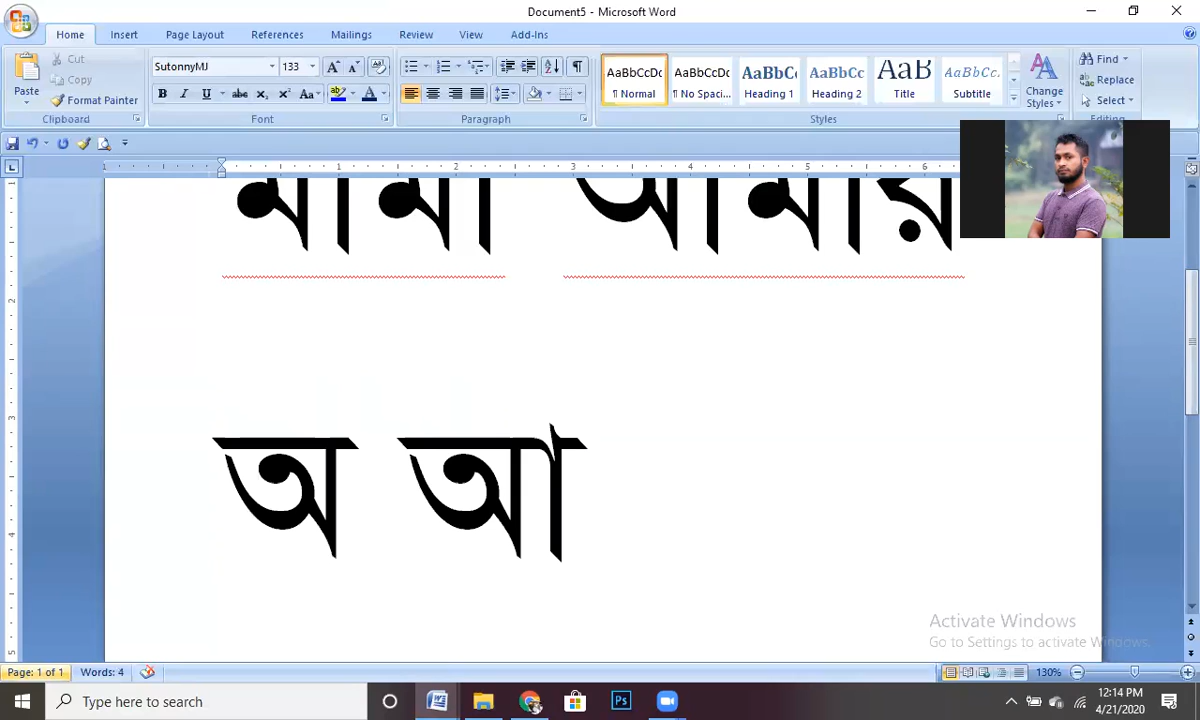 Document5 - Microsoft Word
Home Insert Page Layout References Mailings Review View Add-Ins
Paste
Cut
Copy
Format Painter
Clipboard
SutonnyMJ 133
Font
Paragraph
AaBbCcDc AaBbCcDc AaBbC AaBbCc AaB AaBbCc.
¶ Normal ¶ No Spaci... Heading 1 Heading 2 Title Subtitle
Styles
Change Styles
Find
Replace
Select
Editing
মামা আমায়
অ আ
Activate Windows
Go to Settings to activate Windows.
Page: 1 of 1 Words: 4 130%
Type here to search
12:14 PM
4/21/2020